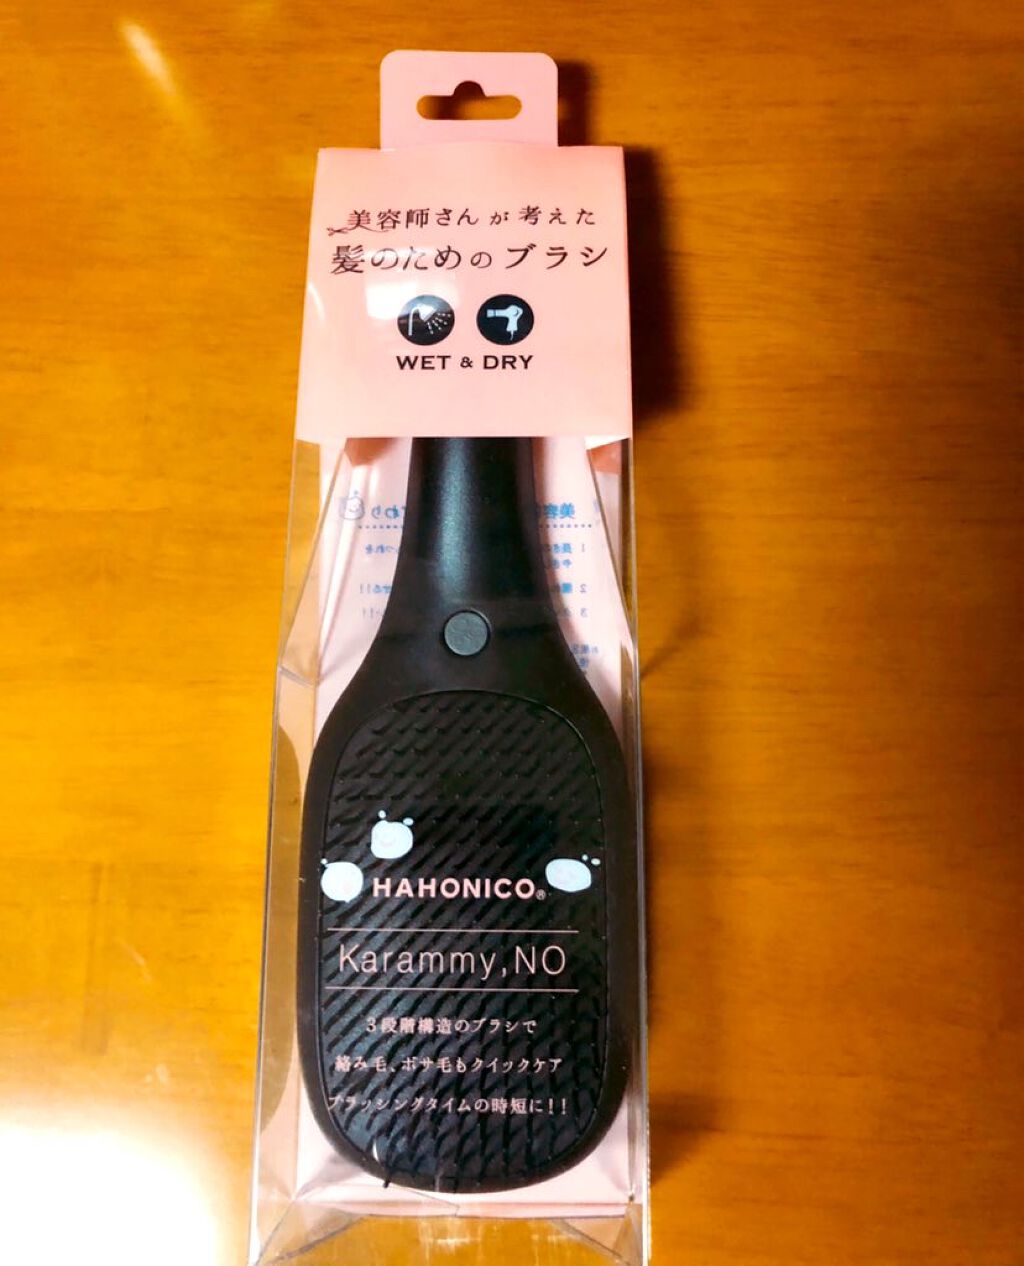 美容師さんが考えた
髪のためのブラシ
WET & DRY
HAHONICO®
Karammy,NO
3段階構造のブラシで
絡み毛、ボサ毛もクイックケア
ブラッシングタイムの時短に!!